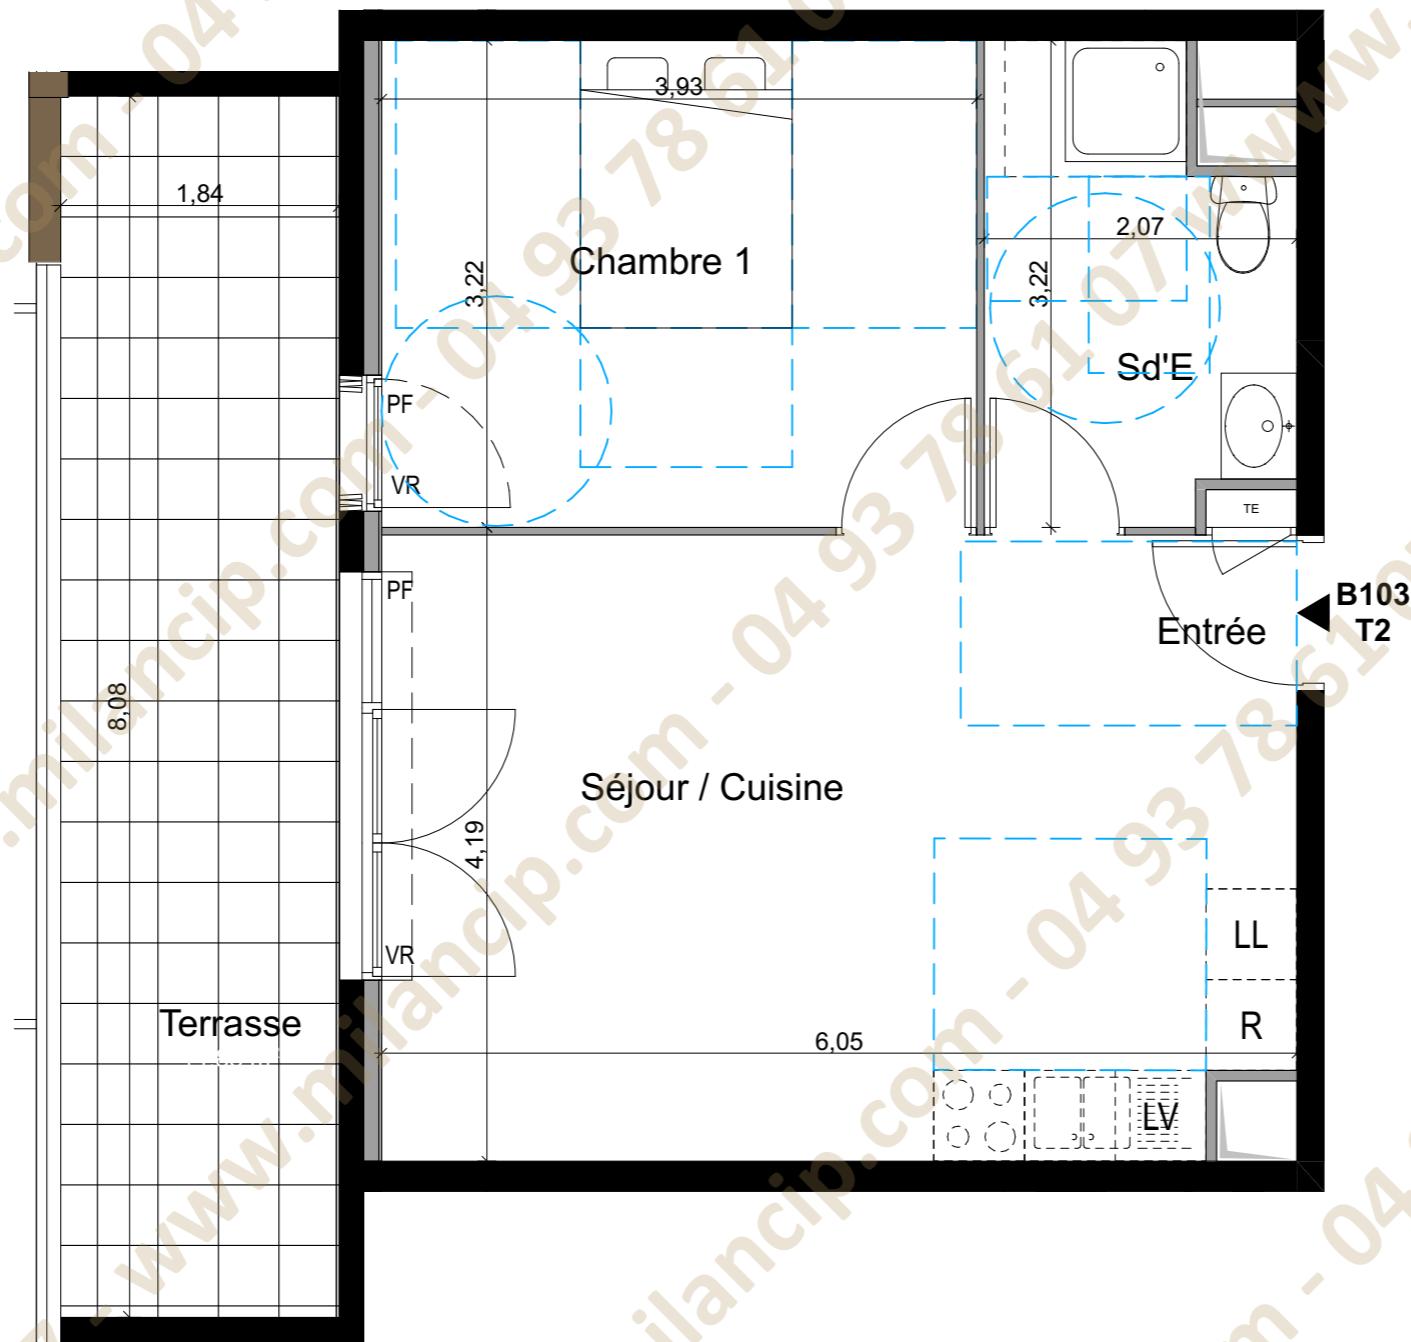 3,93
1,84
2,07
Chambre 1
3,22
3,22
Sd'E
PF
VR
TE
PF
B103
T2
Entrée
8,08
Séjour / Cuisine
4,19
LL
VR
Terrasse
R
6,05
LV
www.milancip.com - 04 93 78 61 07